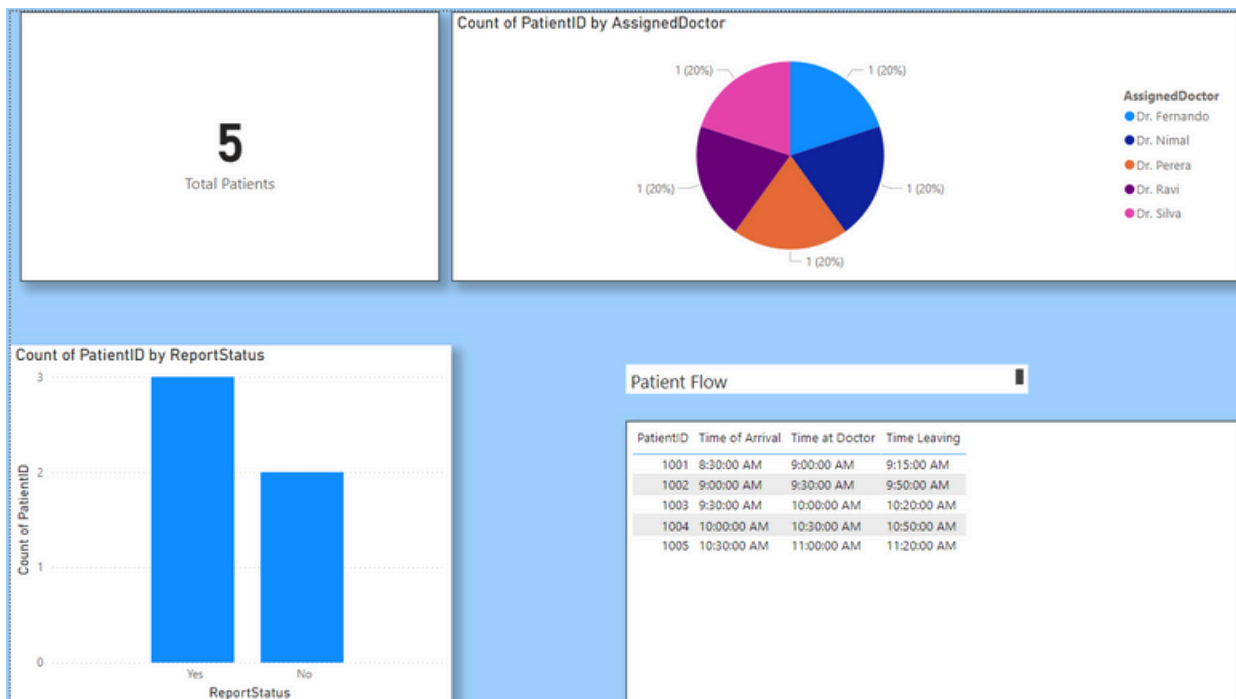 5
Total Patients
Count of PatientID by AssignedDoctor
1 (20%)
1 (20%)
1 (20%)
1 (20%)
1 (20%)
AssignedDoctor
Dr. Fernando
Dr. Nimal
Dr. Perera
Dr. Ravi
Dr. Silva
Count of PatientID by ReportStatus
Count of PatientID
3
2
1
0
Yes No
ReportStatus
Patient Flow
PatientID Time of Arrival Time at Doctor Time Leaving
1001 8:30:00 AM 9:00:00 AM 9:15:00 AM
1002 9:00:00 AM 9:30:00 AM 9:50:00 AM
1003 9:30:00 AM 10:00:00 AM 10:20:00 AM
1004 10:00:00 AM 10:30:00 AM 10:50:00 AM
1005 10:30:00 AM 11:00:00 AM 11:20:00 AM